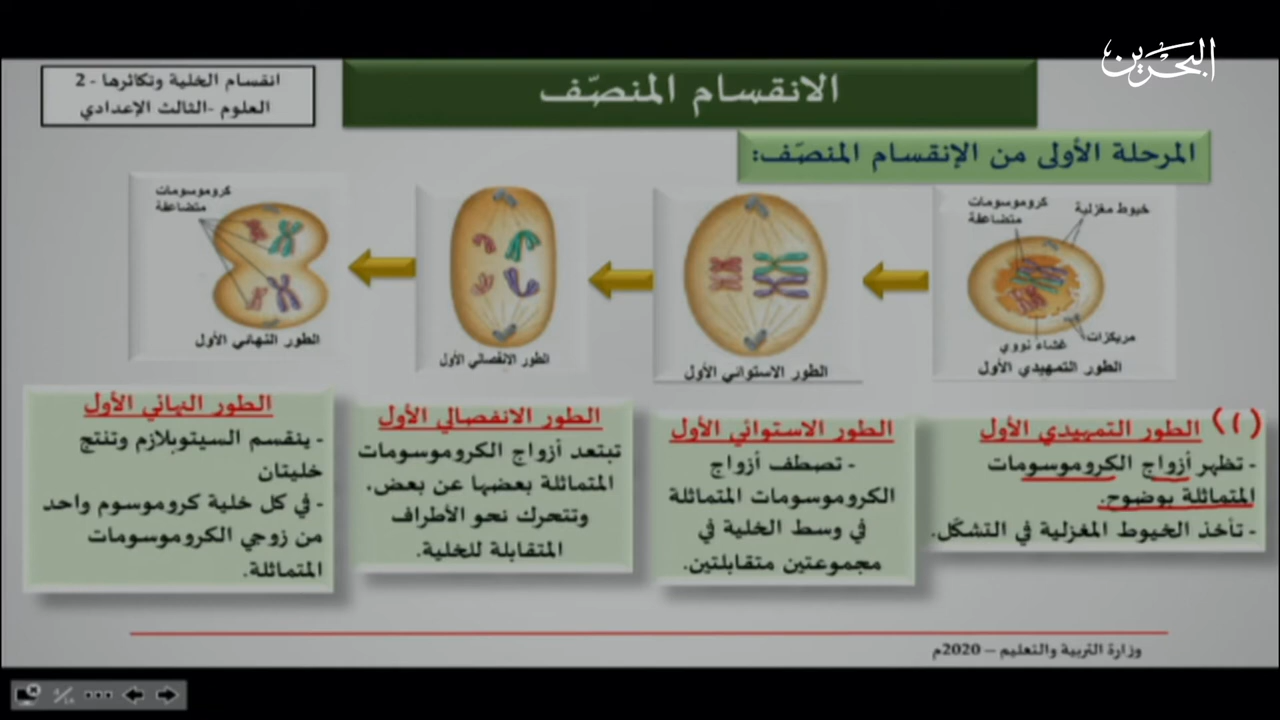 البحرين
انقسام الخلية وتكاثرها - 2
العلوم -الثالث الإعدادي
الانقسام المنصّف
المرحلة الأولى من الإنقسام المنصّف:
خيوط مغزلية
كروموسومات
متضاعفة
مريكزات
غشاء نووي
الطور التمهيدي الأول
الطور الاستوائي الأول
الطور الانفصالي الأول
كروموسومات
متضاعفة
الطور النهائي الأول
(1) الطور التمهيدي الأول
- تظهر أزواج الكروموسومات
المتماثلة بوضوح.
- تأخذ الخيوط المغزلية في التشكّل.
الطور الاستوائي الأول
- تصطف أزواج
الكروموسومات المتماثلة
في وسط الخلية في
مجموعتين متقابلتين.
الطور الانفصالي الأول
تبتعد أزواج الكروموسومات
المتماثلة بعضها عن بعض،
وتتحرك نحو الأطراف
المتقابلة للخلية.
الطور النهائي الأول
- ينقسم السيتوبلازم وتنتج
خليتان
- في كل خلية كروموسوم واحد
من زوجي الكروموسومات
المتماثلة.
وزارة التربية والتعليم – 2020م